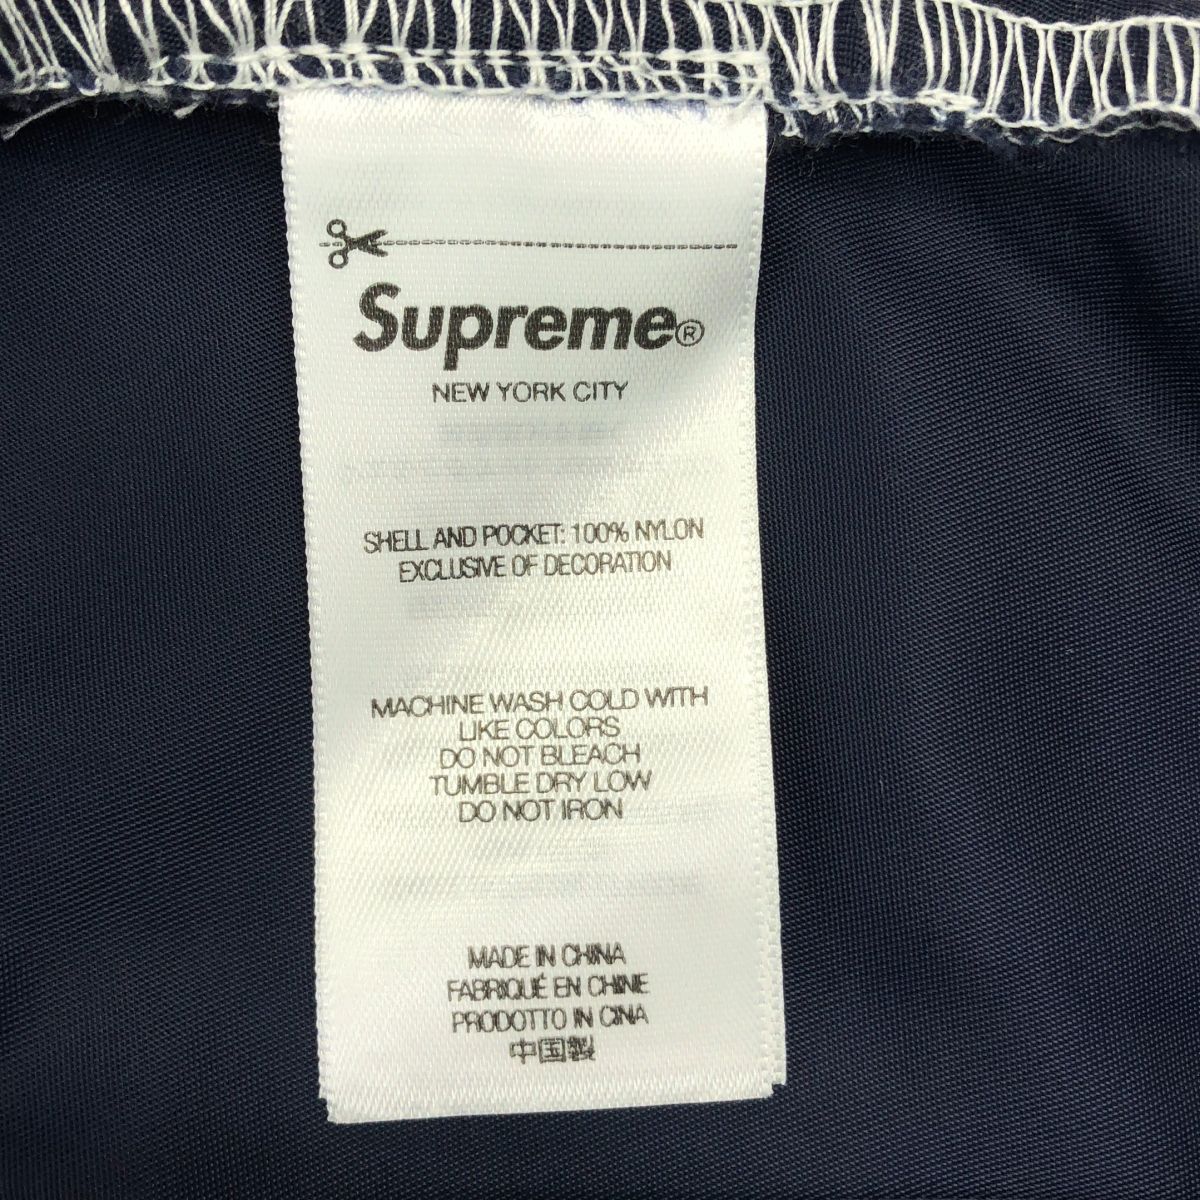 Supreme®
NEW YORK CITY
SHELL AND POCKET: 100% NYLON
EXCLUSIVE OF DECORATION
MACHINE WASH COLD WITH
LIKE COLORS
DO NOT BLEACH
TUMBLE DRY LOW
DO NOT IRON
MADE IN CHINA
FABRIQUÉ EN CHINE
PRODOTTO IN CINA
中国製